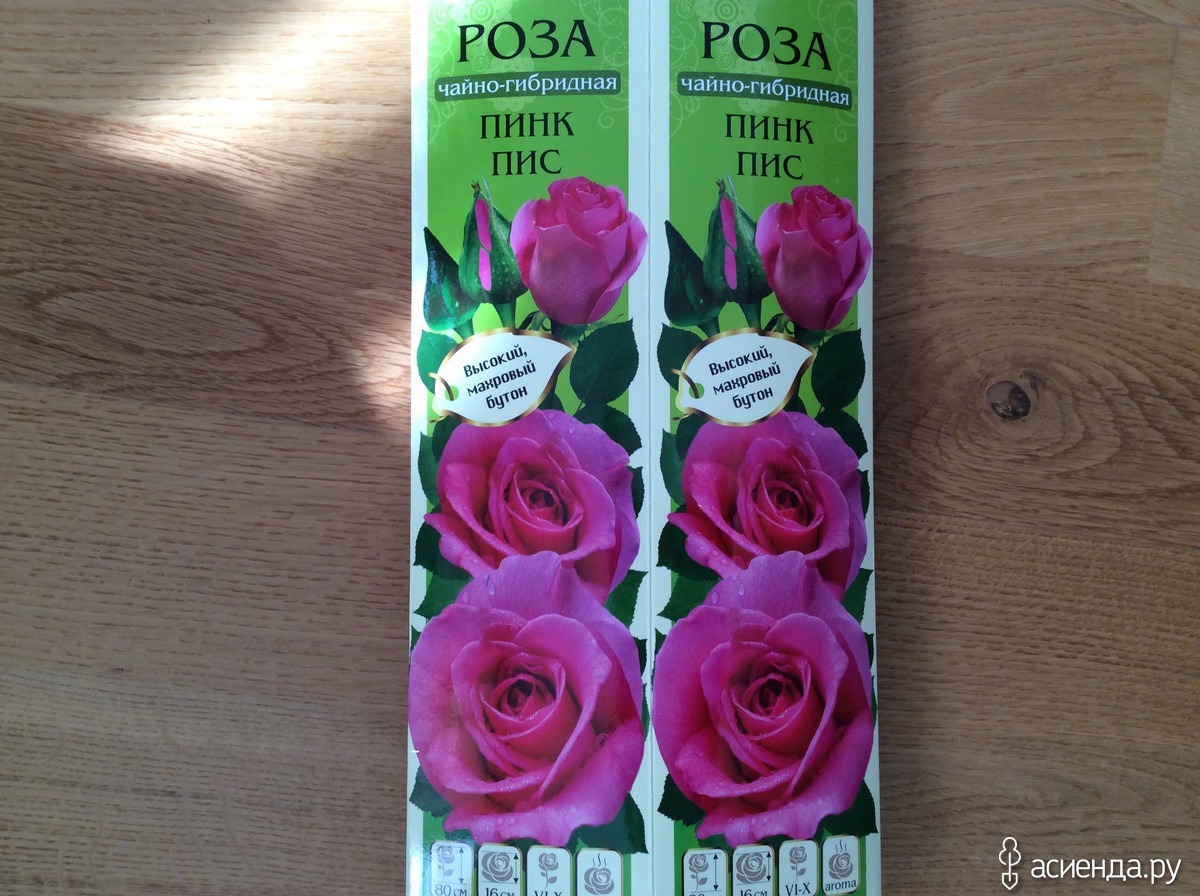 РОЗА
чайно-гибридная
ПИНК
ПИС
Высокий,
махровый
бутон
80 см
16 см
VI-X
РОЗА
чайно-гибридная
ПИНК
ПИС
Высокий,
махровый
бутон
16 см
VI-X
aroma
асиенда.ру